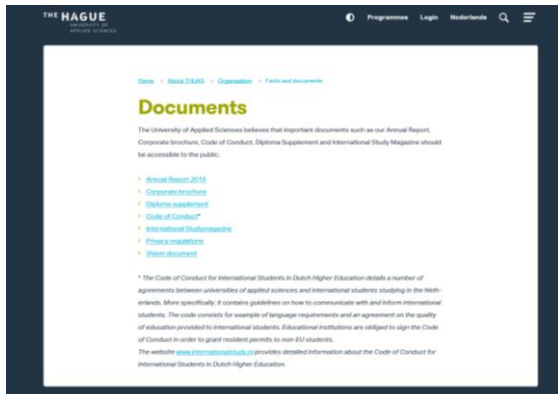 THE HAGUE
UNIVERSITY OF
APPLIED SCIENCES
Programmes Login Nederlands
Home > About THUAS > Organisation > Facts and documents
Documents
The University of Applied Sciences believes that important documents such as our Annual Report,
Corporate brochure, Code of Conduct, Diploma Supplement and International Study Magazine should
be accessible to the public.
Annual Report 2016
Corporate brochure
Diploma supplement
Code of Conduct*
International Studymagazine
Privacy regulations
Vision document
* The Code of Conduct for International Students in Dutch Higher Education details a number of
agreements between universities of applied sciences and international students studying in the Neth-
erlands. More specifically, it contains guidelines on how to communicate with and inform international
students. The code consists for example of language requirements and an agreement on the quality
of education provided to international students. Educational Institutions are obliged to sign the Code
of Conduct in order to grant resident permits to non-EU students.
The website www.internationalstudy.nl provides detailed information about the Code of Conduct for
International Students in Dutch Higher Education.